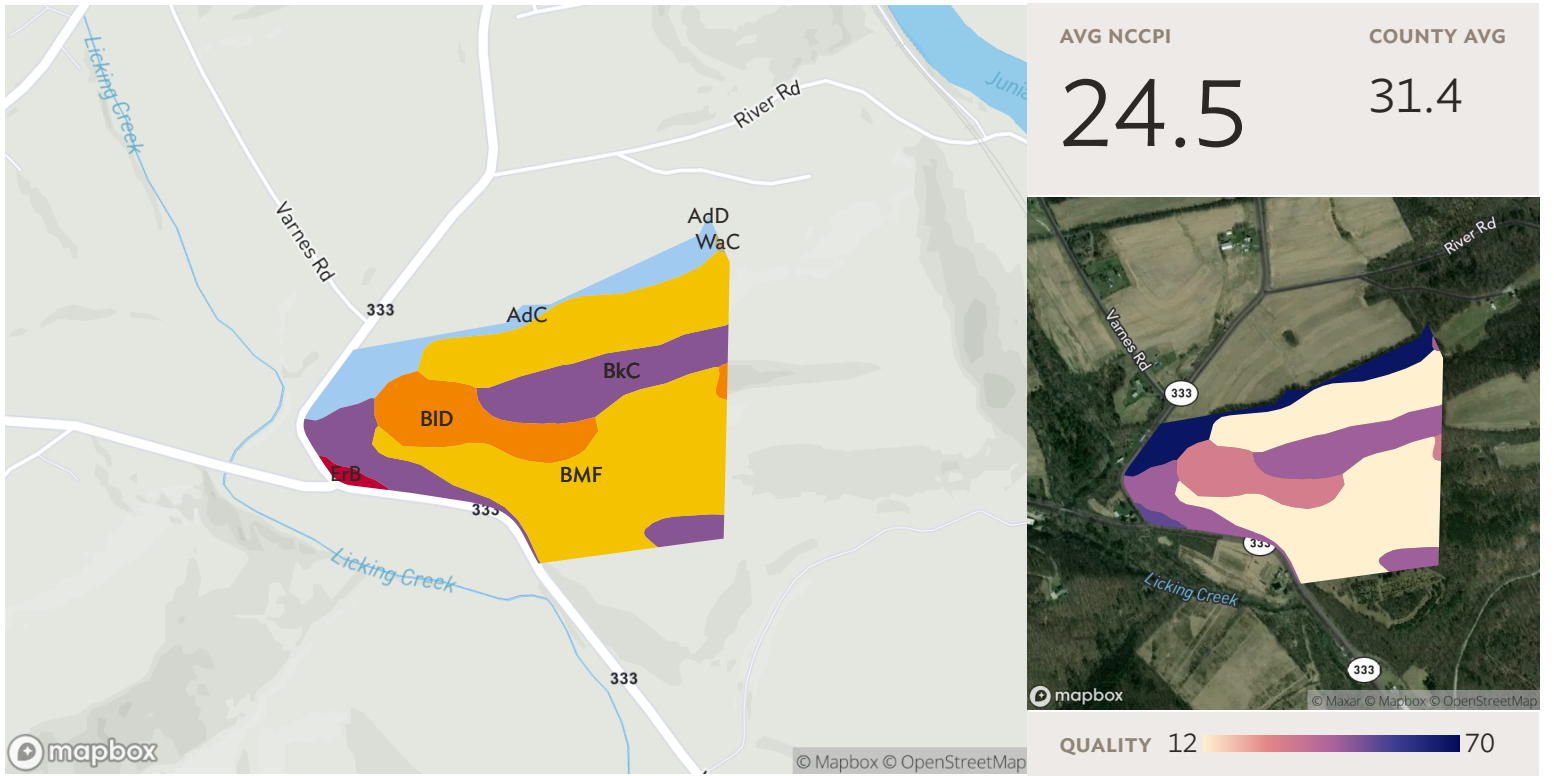 Licking Creek
Junia
River Rd
Varnes Rd
AdD
WaC
333
AdC
BkC
BlD
ErB
BMF
333
Licking Creek
333
mapbox
© Mapbox © OpenStreetMap
AVG NCCPI
COUNTY AVG
24.5
31.4
River Rd
Varnes Rd
333
333
Licking Creek
333
mapbox
© Maxar © Mapbox © OpenStreetMap
QUALITY 12 70